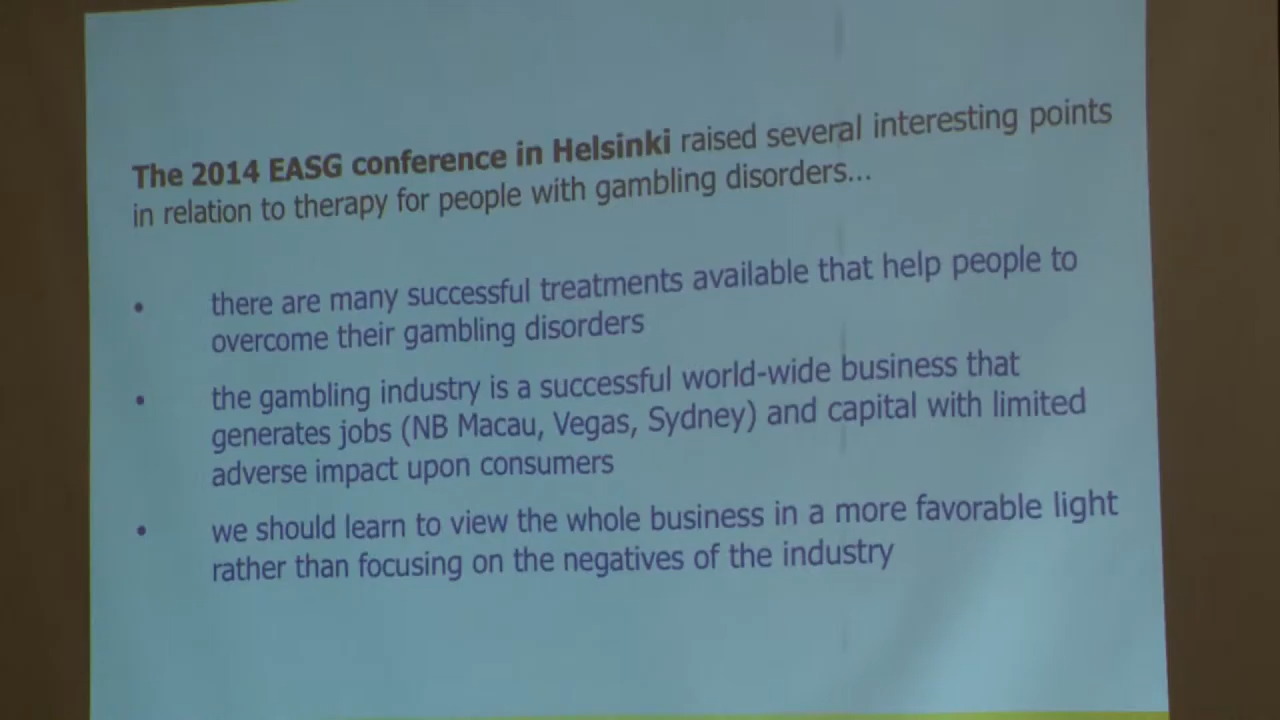 The 2014 EASG conference in Helsinki raised several interesting points
in relation to therapy for people with gambling disorders...
• there are many successful treatments available that help people to
overcome their gambling disorders
• the gambling industry is a successful world-wide business that
generates jobs (NB Macau, Vegas, Sydney) and capital with limited
adverse impact upon consumers
• we should learn to view the whole business in a more favorable light
rather than focusing on the negatives of the industry